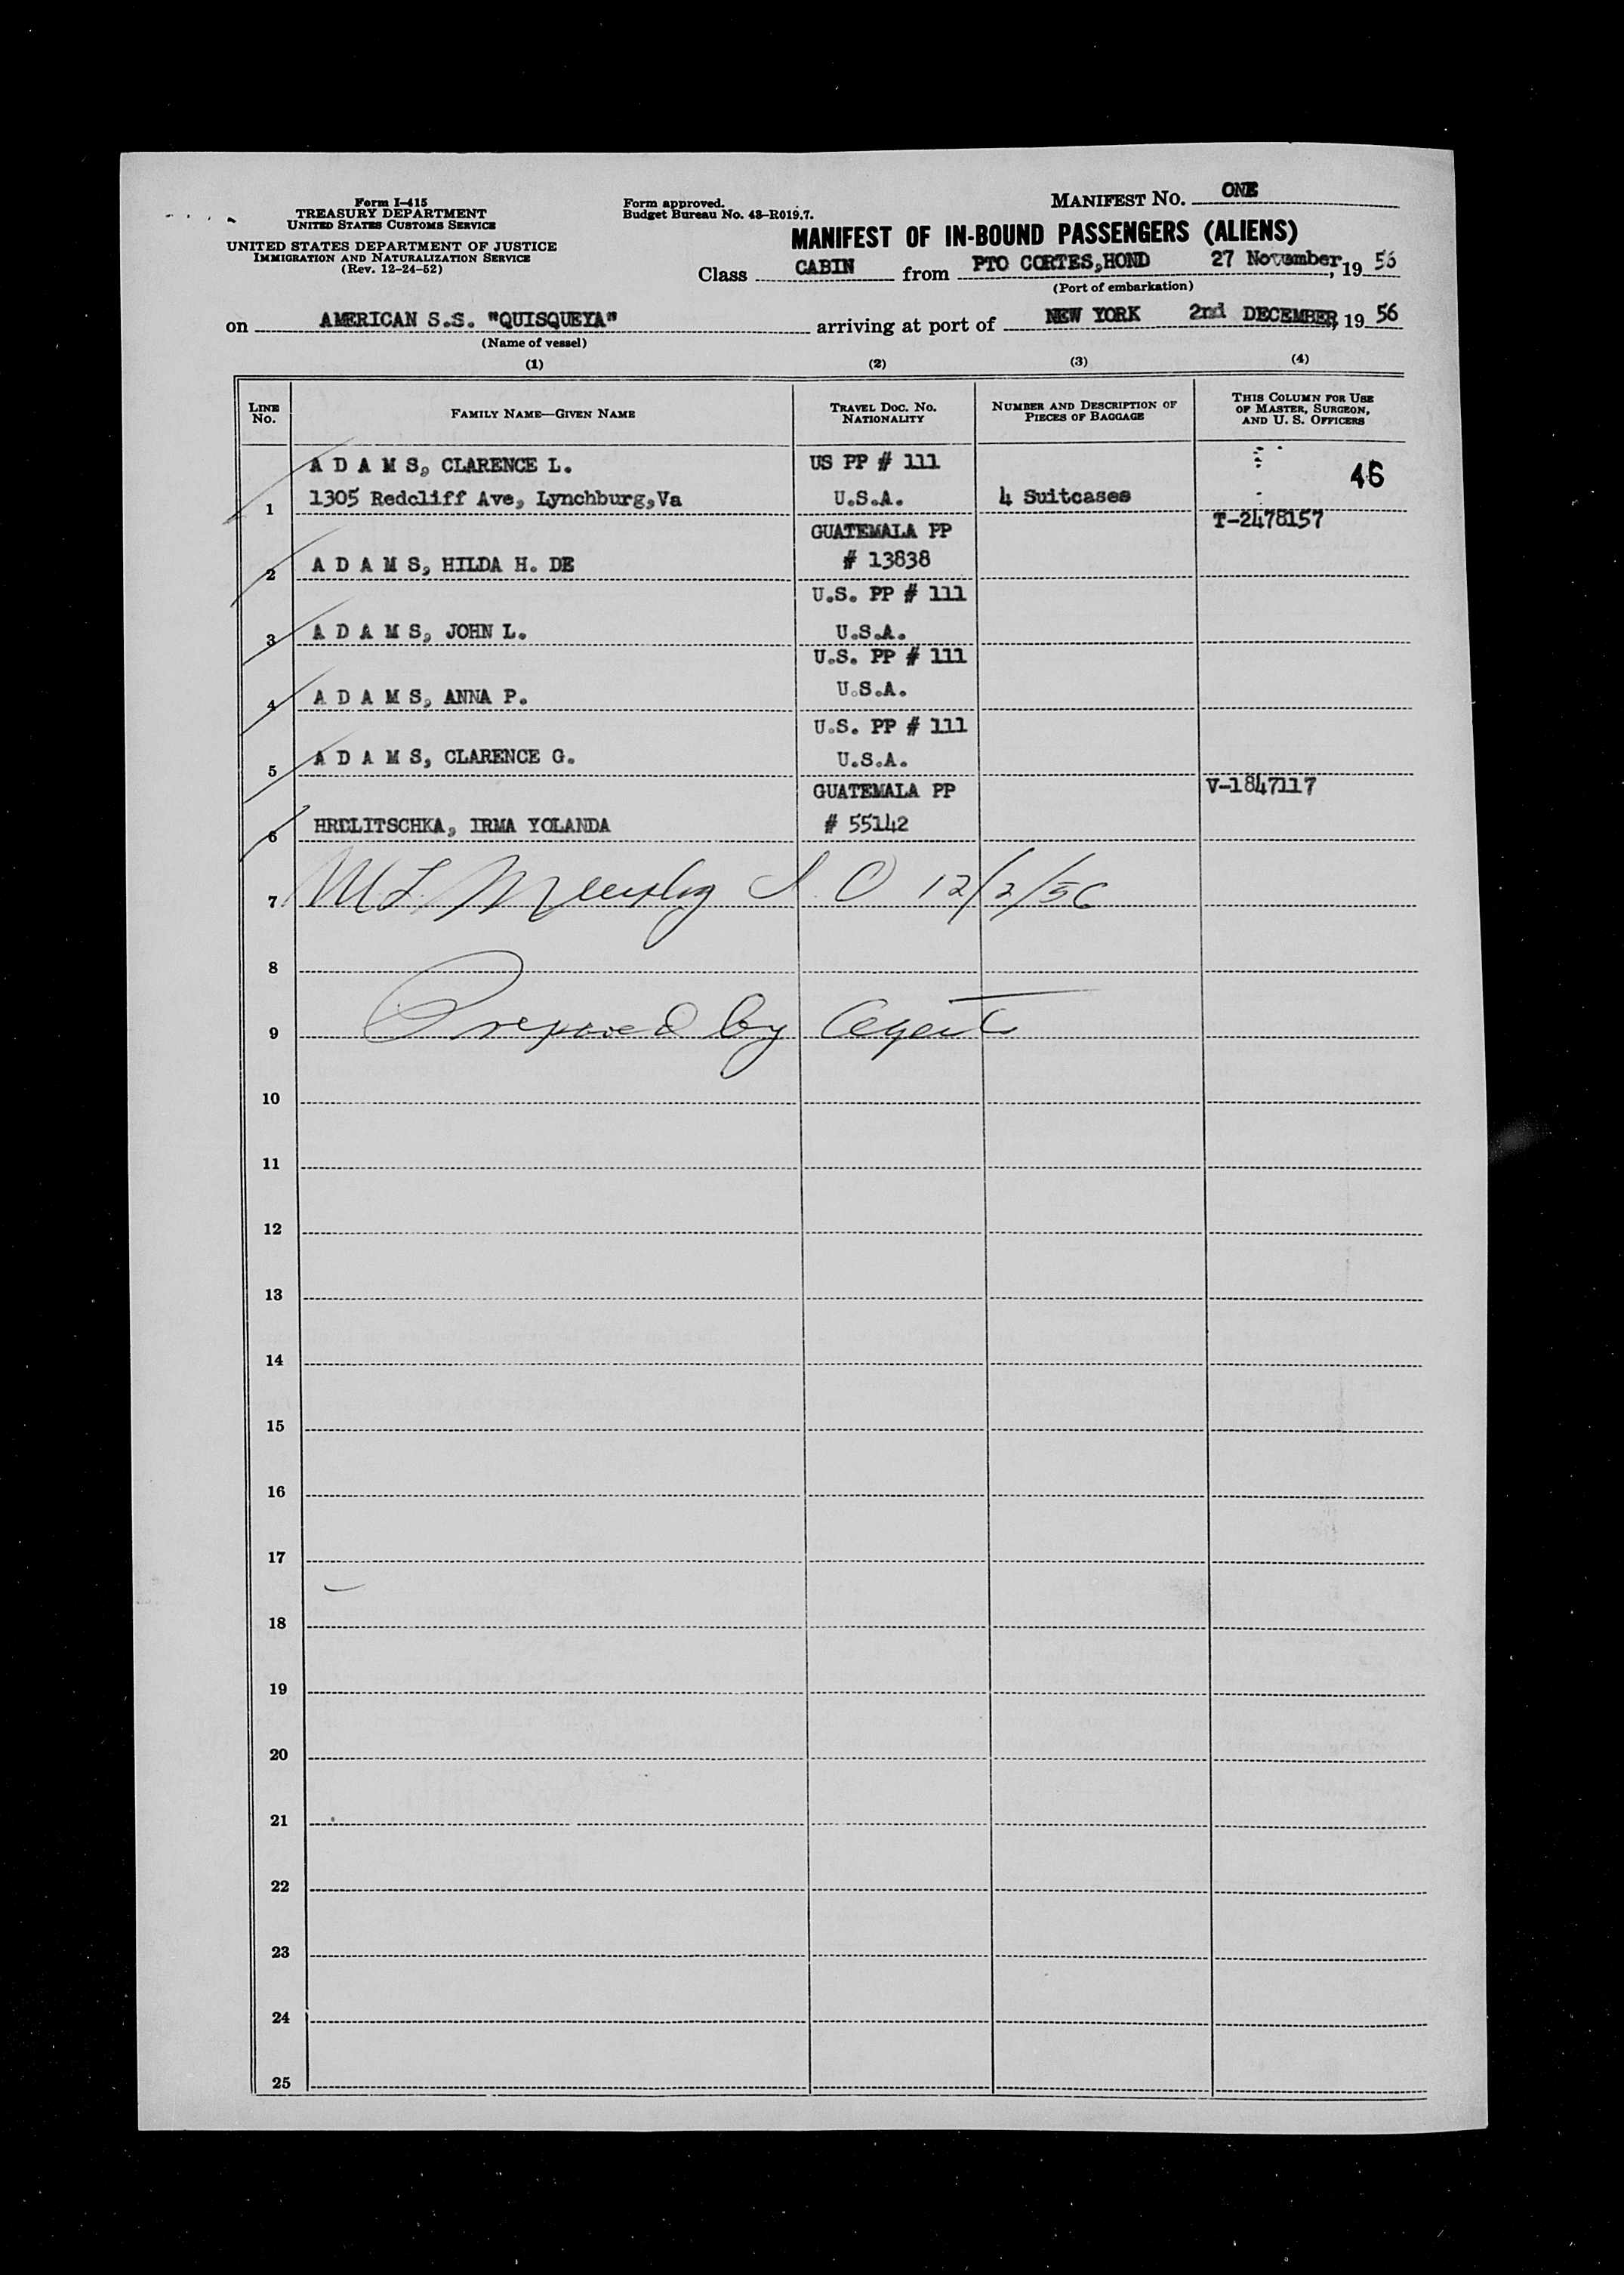 Form I-415
TREASURY DEPARTMENT
UNITED STATES CUSTOMS SERVICE
UNITED STATES DEPARTMENT OF JUSTICE
IMMIGRATION AND NATURALIZATION SERVICE
(Rev. 12-24-52)
Form approved.
Budget Bureau No. 43-R019.7.
MANIFEST NO. ONE
MANIFEST OF IN-BOUND PASSENGERS (ALIENS)
Class CABIN from PTO CORTES,HOND 27 November, 19 56
(Port of embarkation)
on AMERICAN S.S. "QUISQUEYA" arriving at port of NEW YORK 2nd DECEMBER, 19 56
(Name of vessel)
(1) (2) (3) (4)
LINE NO. FAMILY NAME—GIVEN NAME TRAVEL DOC. NO. NATIONALITY NUMBER AND DESCRIPTION OF PIECES OF BAGGAGE THIS COLUMN FOR USE OF MASTER, SURGEON, AND U. S. OFFICERS
A D A M S, CLARENCE L. US PP # 111 46
1 1305 Redcliff Ave, Lynchburg,Va U.S.A. 4 Suitcases
GUATEMALA PP T-2478157
2 A D A M S, HILDA H. DE # 13838
U.S. PP # 111
3 A D A M S, JOHN L. U.S.A.
U.S. PP # 111
4 A D A M S, ANNA P. U.S.A.
U.S. PP # 111
5 A D A M S, CLARENCE G. U.S.A.
GUATEMALA PP V-1847117
6 HRDLITSCHKA, IRMA YOLANDA # 55142
7 M L 12/2/56
8
9 Prepared by Agents
10
11
12
13
14
15
16
17
18
19
20
21
22
23
24
25